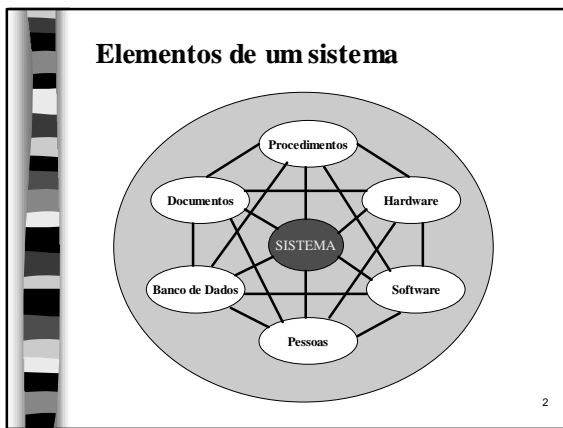 Elementos de um sistema
Procedimentos
Documentos
Hardware
SISTEMA
Banco de Dados
Software
Pessoas
2